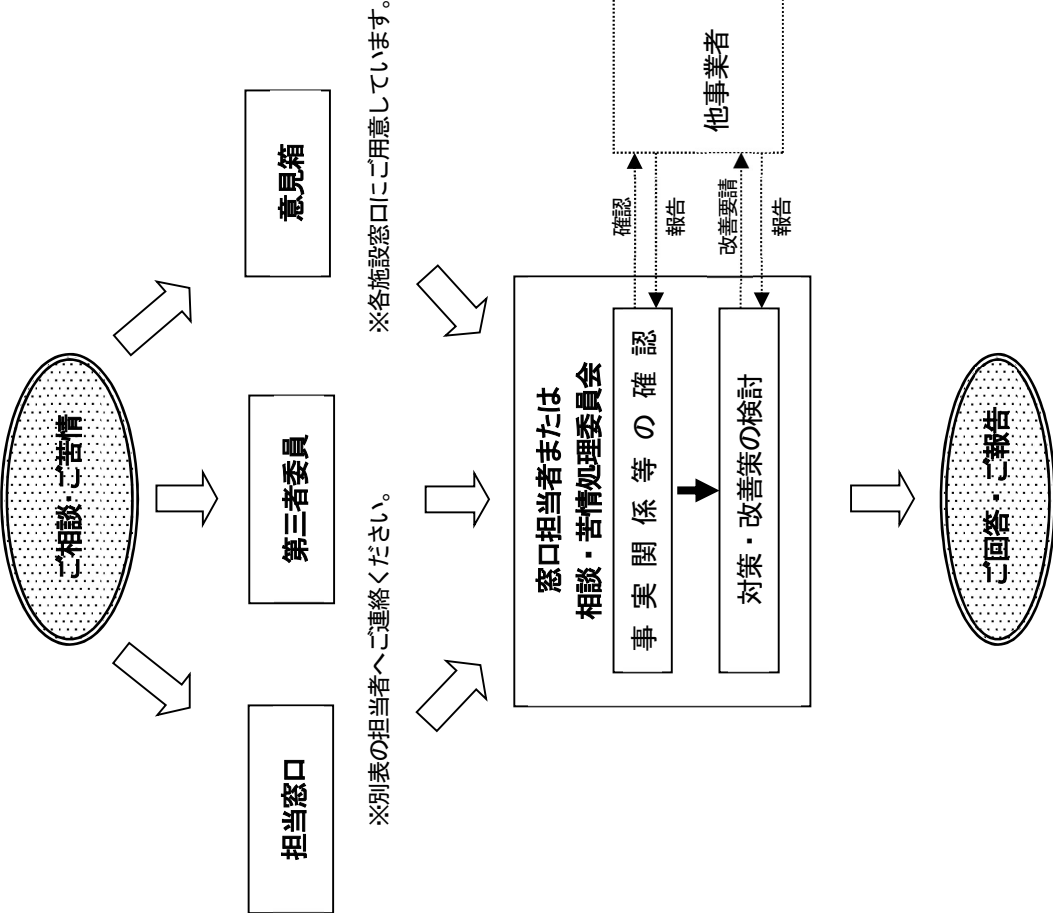 ご相談・ご苦情
担当窓口
第三者委員
意見箱
※別表の担当者へご連絡ください。
※各施設窓口にご用意しています。
窓口担当者または
相談・苦情処理委員会
事実関係等の確認
対策・改善策の検討
確認
報告
改善要請
報告
他事業者
ご回答・ご報告